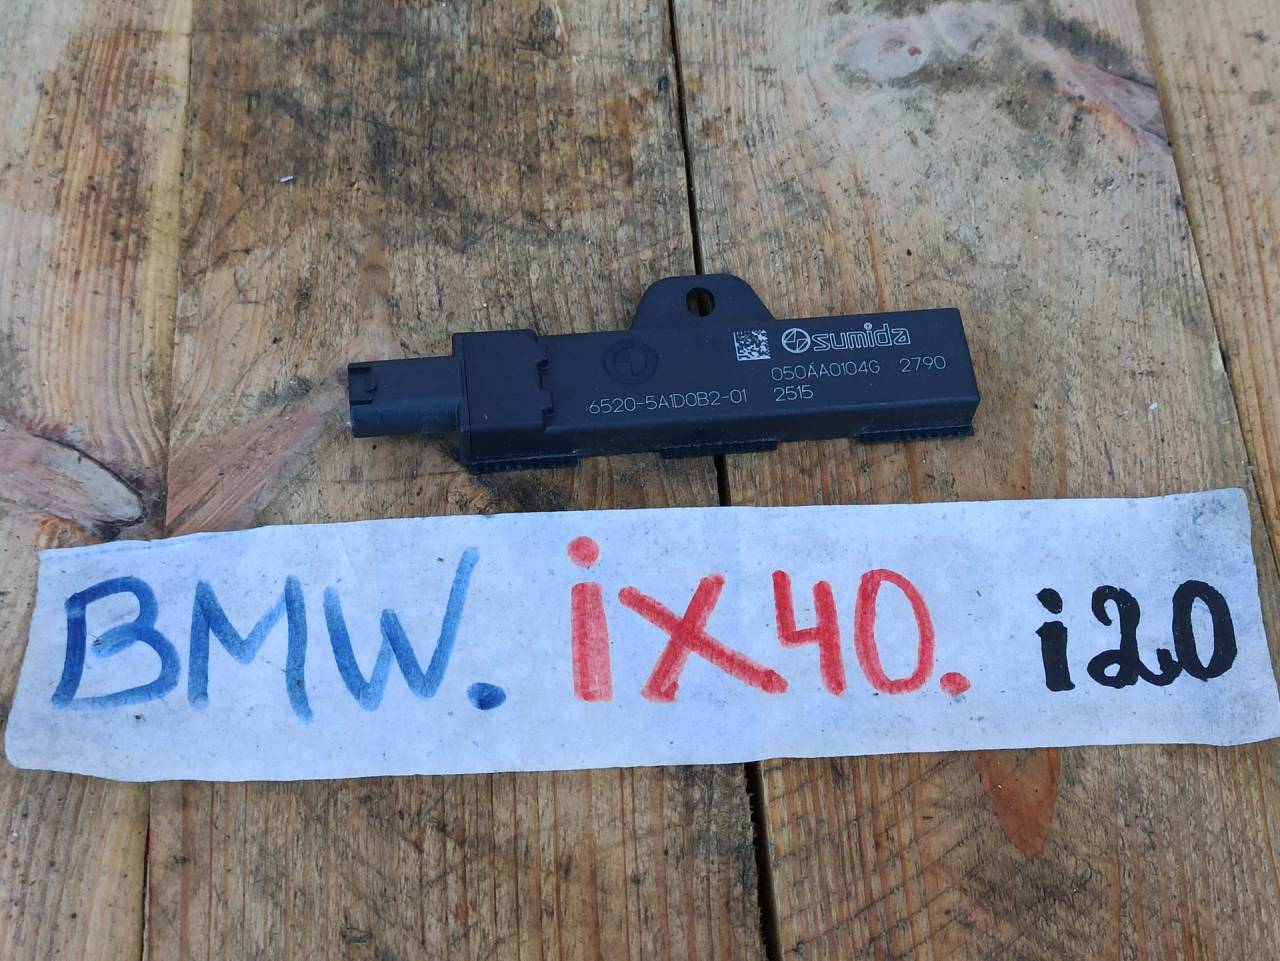 sumida
050AA0104G 2790
6520-5A1D0B2-01 2515
BMW. iX40. i20